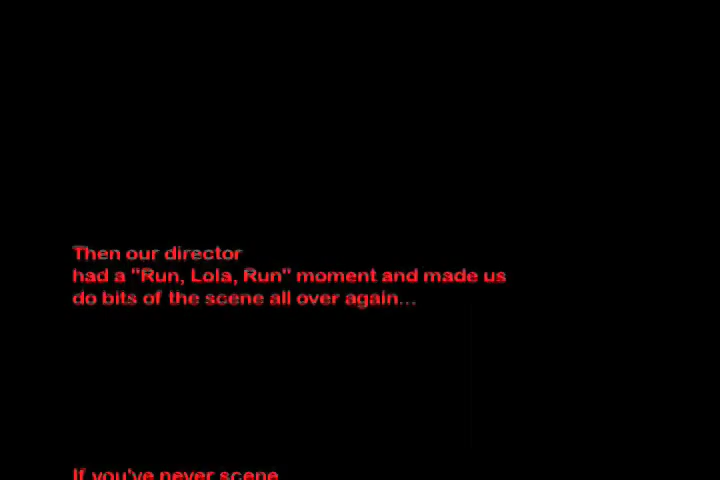 Then our director
had a "Run, Lola, Run" moment and made us
do bits of the scene all over again...
If you've never scene